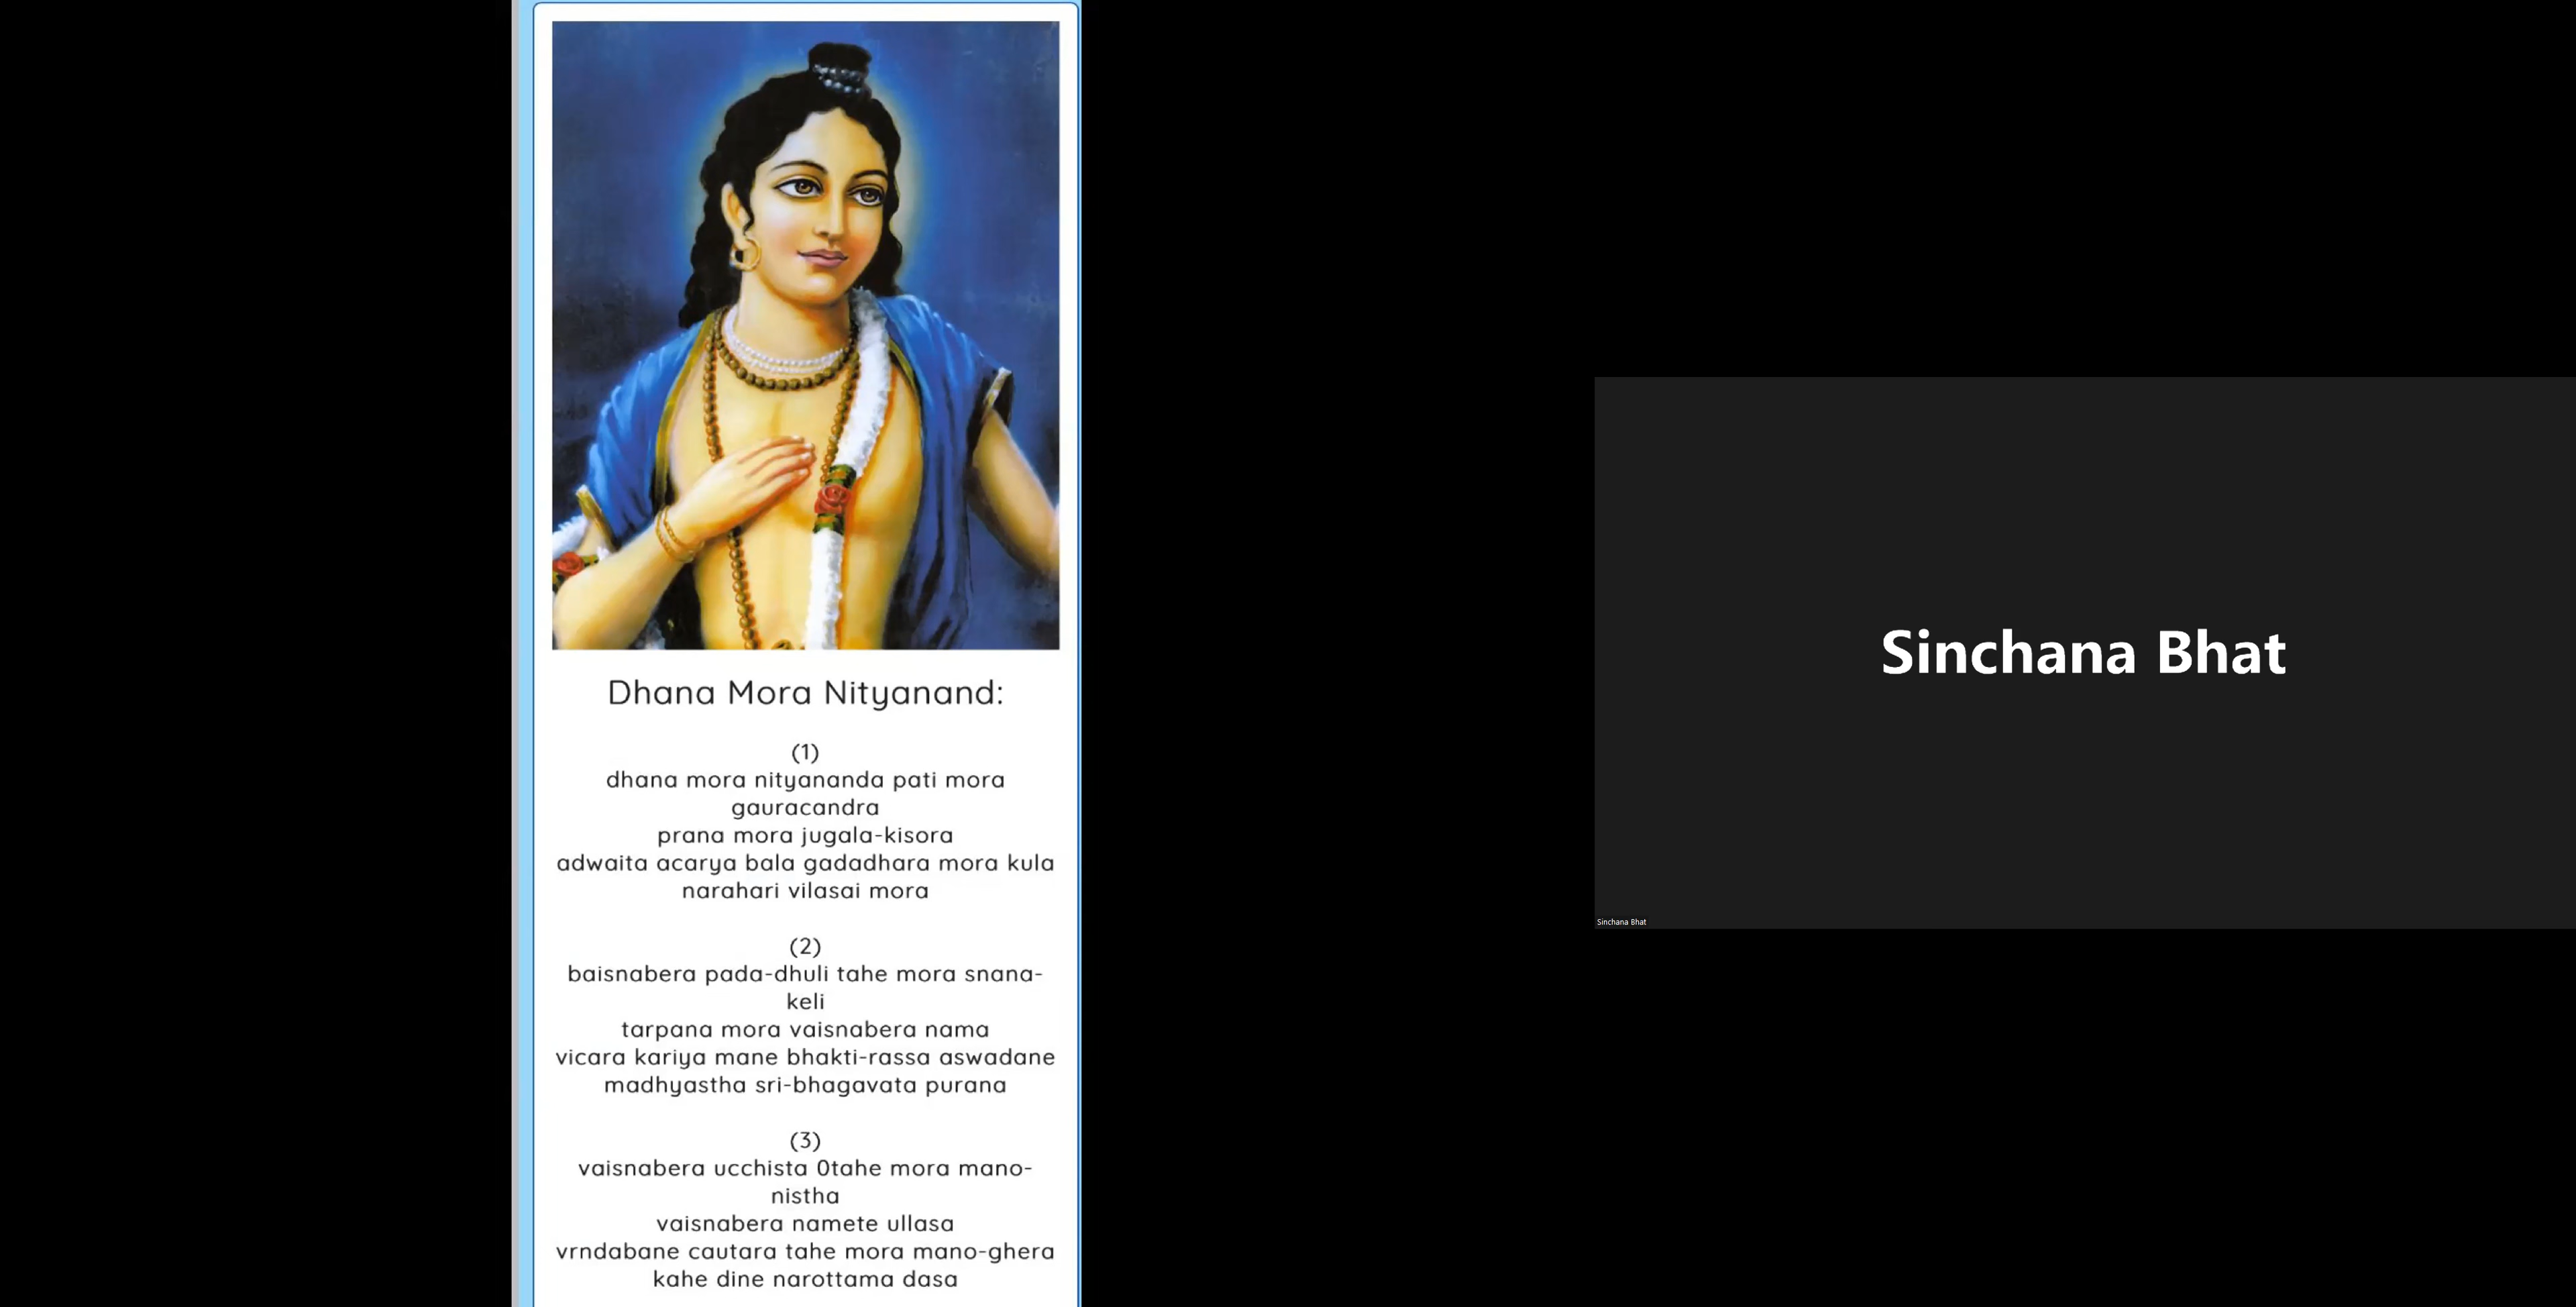 Dhana Mora Nityanand:
(1)
dhana mora nityananda pati mora
gauracandra
prana mora jugala-kisora
adwaita acarya bala gadadhara mora kula
narahari vilasai mora
(2)
baisnabera pada-dhuli tahe mora snana-
keli
tarpana mora vaisnabera nama
vicara kariya mane bhakti-rassa aswadane
madhyastha sri-bhagavata purana
(3)
vaisnabera ucchista 0tahe mora mano-
nistha
vaisnabera namete ullasa
vrndabane cautara tahe mora mano-ghera
kahe dine narottama dasa
Sinchana Bhat
Sinchana Bhat